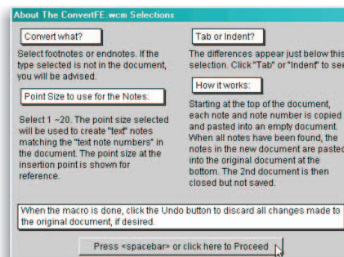 About The ConvertFE.wcm Selections
Convert what?
Select footnotes or endnotes. If the
type selected is not in the document,
you will be advised.
Point Size to use for the Notes:
Select 1 ~20. The point size selected
will be used to create "text" notes
matching the "text note numbers" in
the document. The point size at the
insertion point is shown for
reference.
Tab or Indent?
The differences appear just below this
selection. Click "Tab" or "Indent" to see
How it works:
Starting at the top of the document,
each note and note number is copied
and pasted into an empty document.
When all notes have been found, the
notes in the new document are pasted
into the original document at the
bottom. The 2nd document is then
closed but not saved.
When the macro is done, click the Undo button to discard all changes made to
the original document, if desired.
Press <spacebar> or click here to Proceed